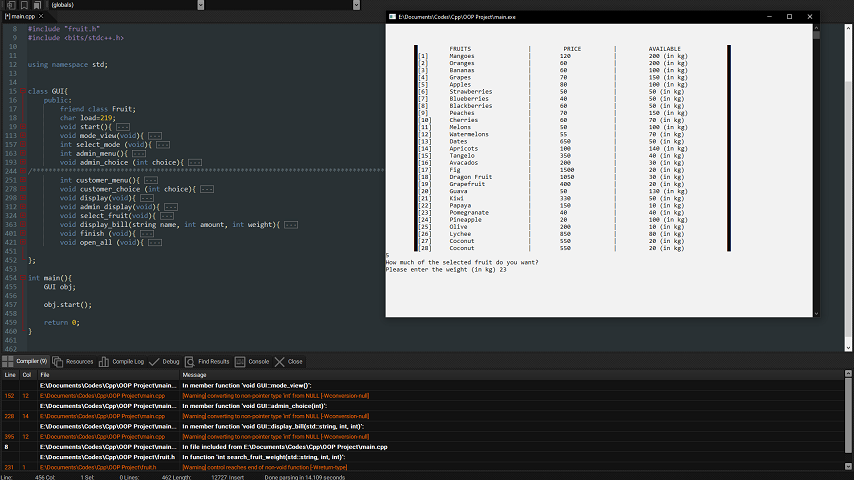 (globals)
[*] main.cpp
E:\Documents\Codes\Cpp\OOP Project\main.exe
8 #include "fruit.h"
9 #include <bits/stdc++.h>
10
11
12 using namespace std;
13
14
15 class GUI{
16 public:
17 friend class Fruit;
18 char load=219;
19 void start(){
113 void mode_view(void){
137 int select_mode (void){
163 int admin_menu(){
193 void admin_choice (int choice){
244 /****************************************
251 int customer_menu(){
278 void customer_choice (int choice){
297 void display(void){
312 void admin_display(void){
324 void select_fruit(void){
363 void display_bill(string name, int amount, int weight){
401 void finish (void){
420 void open_all (void){
451
452 };
453
454 int main(){
455 GUI obj;
456
457 obj.start();
458
459 return 0;
460 }
461
462
FRUITS | PRICE | AVAILABLE
[1] Mangoes | 120 | 200 (in kg)
[2] Oranges | 60 | 200 (in kg)
[3] Bananas | 60 | 100 (in kg)
[4] Grapes | 70 | 150 (in kg)
[5] Apples | 80 | 100 (in kg)
[6] Strawberries | 50 | 50 (in kg)
[7] Blueberries | 40 | 50 (in kg)
[8] Blackberries | 60 | 50 (in kg)
[9] Peaches | 70 | 150 (in kg)
[10] Cherries | 60 | 70 (in kg)
[11] Melons | 50 | 100 (in kg)
[12] Watermelons | 55 | 70 (in kg)
[13] Dates | 650 | 50 (in kg)
[14] Apricots | 100 | 140 (in kg)
[15] Tangelo | 350 | 40 (in kg)
[16] Avacados | 200 | 30 (in kg)
[17] Fig | 1500 | 20 (in kg)
[18] Dragon Fruit | 1050 | 30 (in kg)
[19] Grapefruit | 400 | 20 (in kg)
[20] Guava | 50 | 130 (in kg)
[21] Kiwi | 330 | 50 (in kg)
[22] Papaya | 150 | 10 (in kg)
[23] Pomegranate | 40 | 40 (in kg)
[24] Pineapple | 20 | 100 (in kg)
[25] Olive | 200 | 10 (in kg)
[26] Lychee | 850 | 80 (in kg)
[27] Coconut | 550 | 20 (in kg)
[28] Coconut | 550 | 20 (in kg)
5
How much of the selected fruit do you want?
Please enter the weight (in kg) 23
Compiler (9) Resources Compile Log Debug Find Results Console Close
Line Col File Message
E:\Documents\Codes\Cpp\OOP Project\main... In member function 'void GUI::mode_view()':
152 12 E:\Documents\Codes\Cpp\OOP Project\main.cpp [Warning] converting to non-pointer type 'int' from NULL [-Wconversion-null]
E:\Documents\Codes\Cpp\OOP Project\main... In member function 'void GUI::admin_choice(int)':
228 14 E:\Documents\Codes\Cpp\OOP Project\main.cpp [Warning] converting to non-pointer type 'int' from NULL [-Wconversion-null]
E:\Documents\Codes\Cpp\OOP Project\main... In member function 'void GUI::display_bill(std::string, int, int)':
395 12 E:\Documents\Codes\Cpp\OOP Project\main.cpp [Warning] converting to non-pointer type 'int' from NULL [-Wconversion-null]
8 E:\Documents\Codes\Cpp\OOP Project\main... In file included from E:\Documents\Codes\Cpp\OOP Project\main.cpp
E:\Documents\Codes\Cpp\OOP Project\fruit.h In function 'int search_fruit_weight(std::string, int, int)':
231 1 E:\Documents\Codes\Cpp\OOP Project\fruit.h [Warning] control reaches end of non-void function [-Wreturn-type]
Line: 456 Col: 1 Sel: 0 Lines: 462 Length: 12727 Insert Done parsing in 14.109 seconds